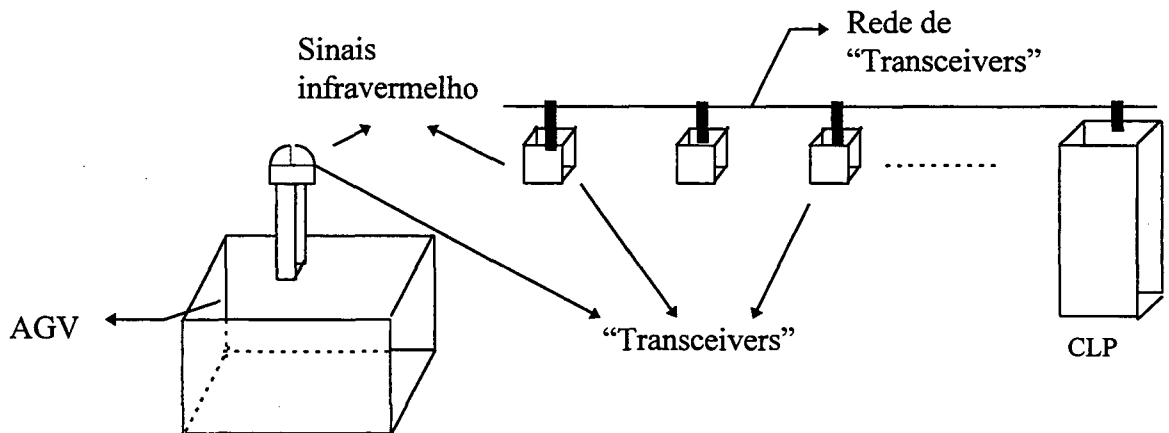 Rede de
“Transceivers”
Sinais
infravermelho
AGV
“Transceivers”
CLP